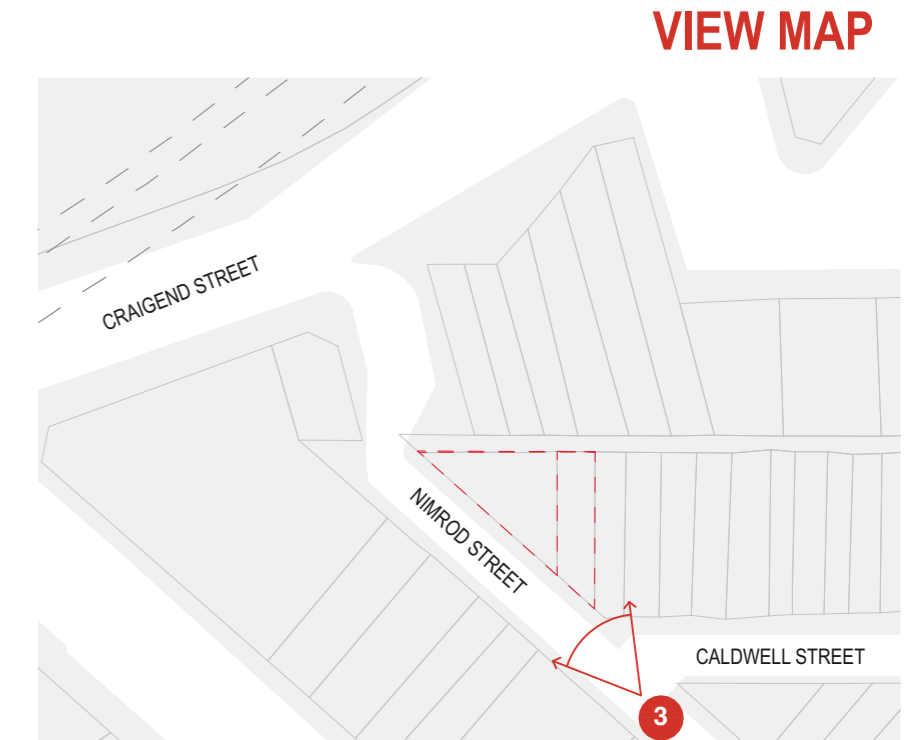 VIEW MAP
CRAIGEND STREET
NIMROD STREET
CALDWELL STREET
3